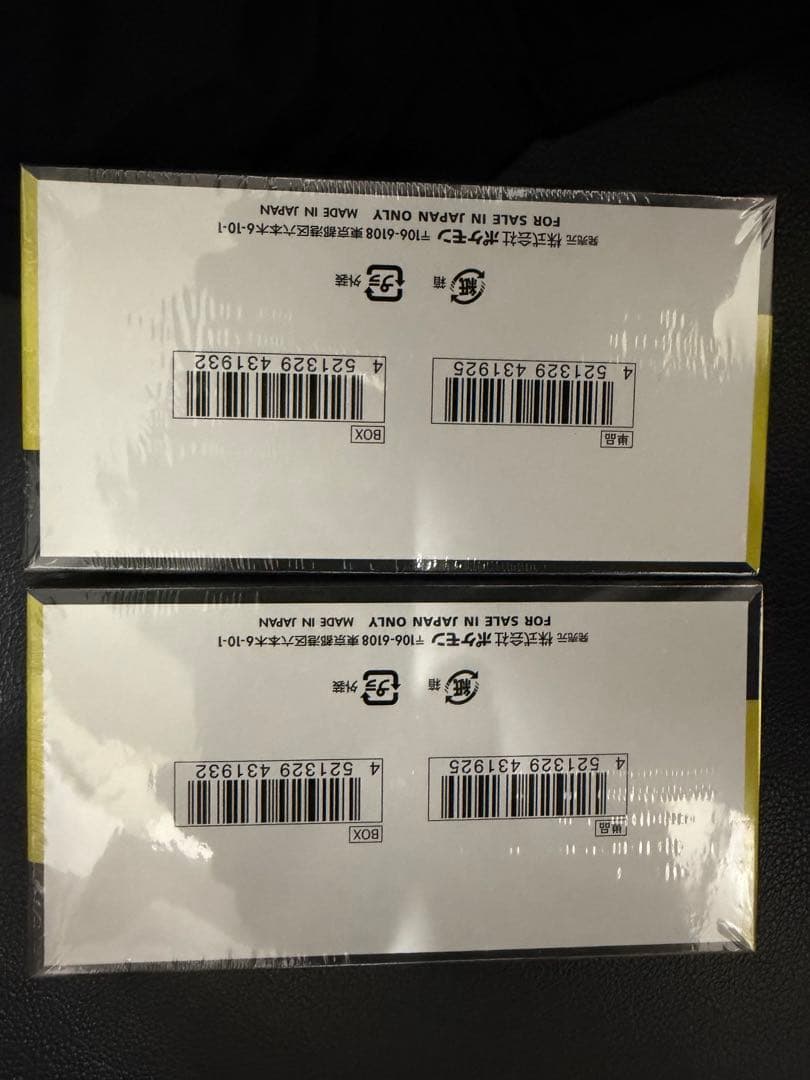 FOR SALE IN JAPAN ONLY MADE IN JAPAN
発売元 株式会社ポケモン 〒106-6108 東京都港区六本木6-10-1
紙 箱 プラ 外装
4 521329 431925
4 521329 431932
単品
BOX
FOR SALE IN JAPAN ONLY MADE IN JAPAN
発売元 株式会社ポケモン 〒106-6108 東京都港区六本木6-10-1
紙 箱 プラ 外装
4 521329 431925
4 521329 431932
単品
BOX